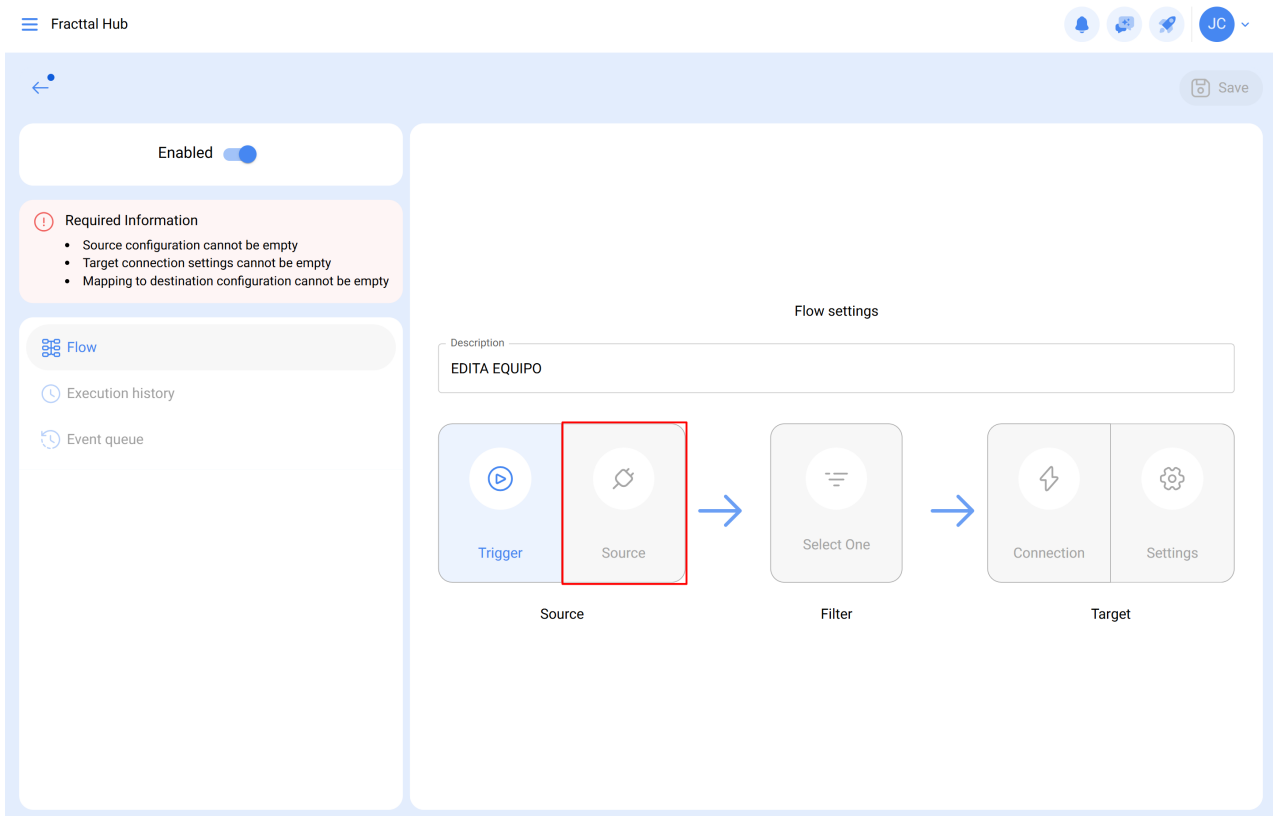 Fracttal Hub
JC
Save
Enabled
Required Information
• Source configuration cannot be empty
• Target connection settings cannot be empty
• Mapping to destination configuration cannot be empty
Flow
Execution history
Event queue
Flow settings
Description
EDITA EQUIPO
Trigger
Source
Select One
Connection
Settings
Source
Filter
Target